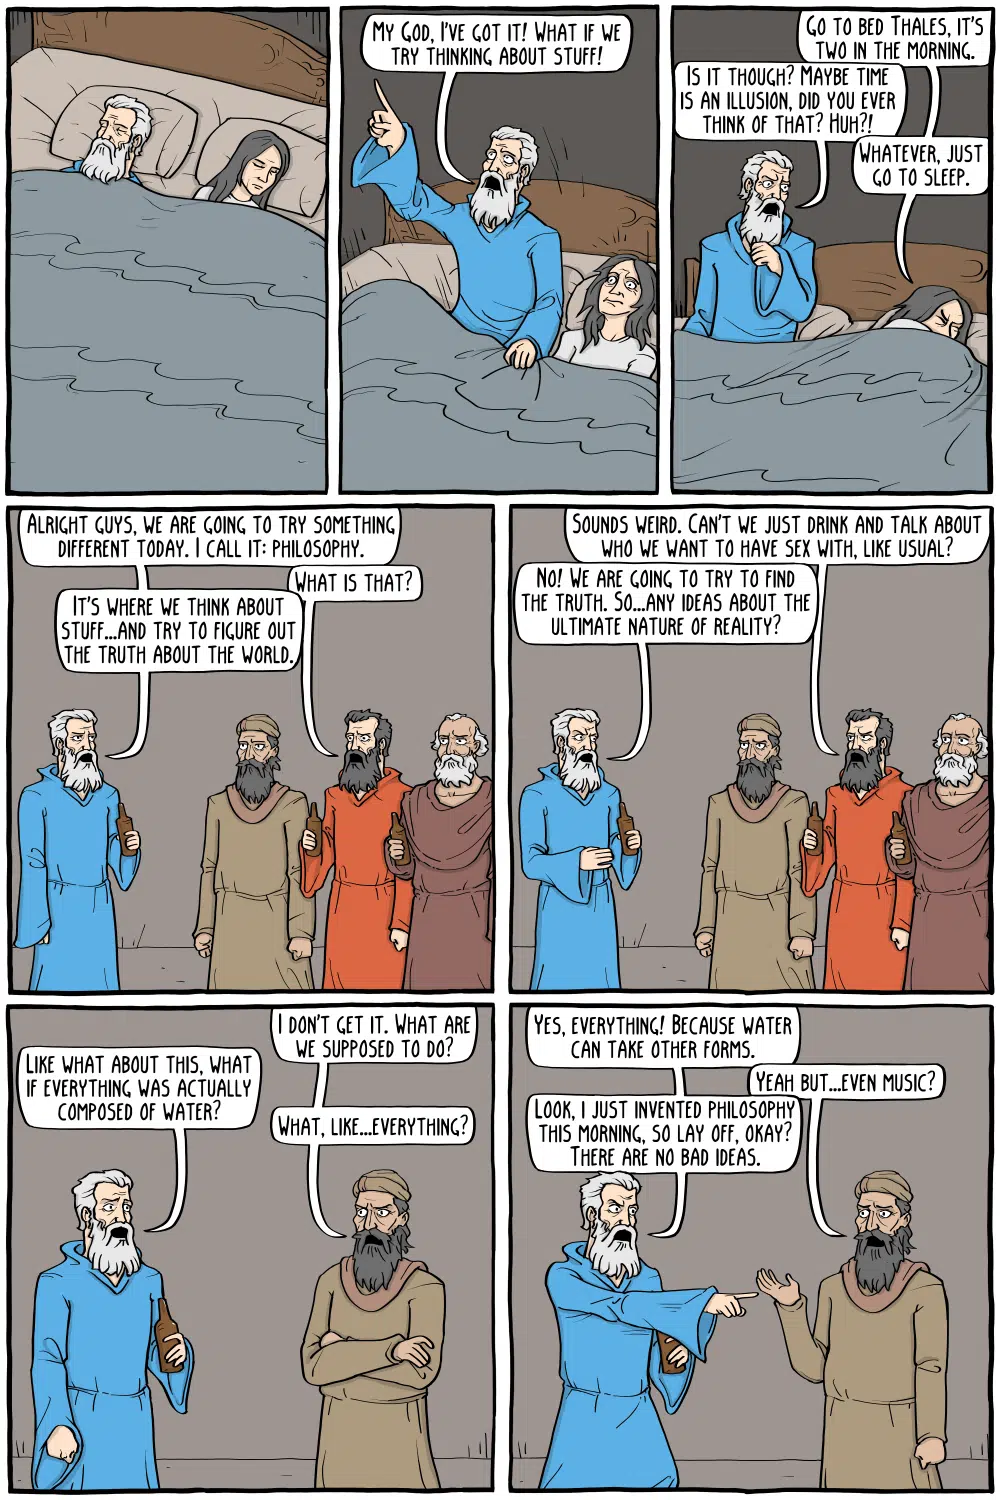 MY GOD, I'VE GOT IT! WHAT IF WE
TRY THINKING ABOUT STUFF!
GO TO BED THALES, IT'S
TWO IN THE MORNING.
IS IT THOUGH? MAYBE TIME
IS AN ILLUSION, DID YOU EVER
THINK OF THAT? HUH?!
WHATEVER, JUST
GO TO SLEEP.
ALRIGHT GUYS, WE ARE GOING TO TRY SOMETHING
DIFFERENT TODAY. I CALL IT: PHILOSOPHY.
WHAT IS THAT?
IT'S WHERE WE THINK ABOUT
STUFF...AND TRY TO FIGURE OUT
THE TRUTH ABOUT THE WORLD.
SOUNDS WEIRD. CAN'T WE JUST DRINK AND TALK ABOUT
WHO WE WANT TO HAVE SEX WITH, LIKE USUAL?
NO! WE ARE GOING TO TRY TO FIND
THE TRUTH. SO...ANY IDEAS ABOUT THE
ULTIMATE NATURE OF REALITY?
I DON'T GET IT. WHAT ARE
WE SUPPOSED TO DO?
LIKE WHAT ABOUT THIS, WHAT
IF EVERYTHING WAS ACTUALLY
COMPOSED OF WATER?
WHAT, LIKE...EVERYTHING?
YES, EVERYTHING! BECAUSE WATER
CAN TAKE OTHER FORMS.
YEAH BUT...EVEN MUSIC?
LOOK, I JUST INVENTED PHILOSOPHY
THIS MORNING, SO LAY OFF, OKAY?
THERE ARE NO BAD IDEAS.